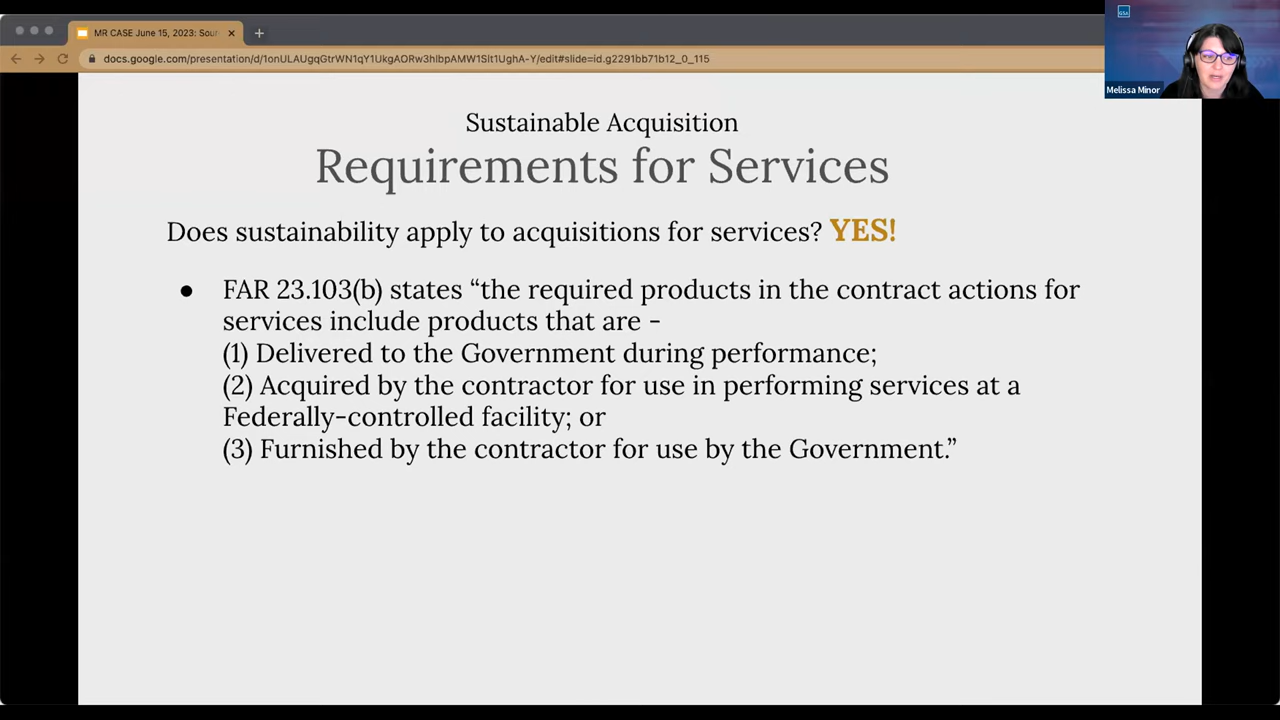 MR CASE June 15, 2023: Sour
docs.google.com/presentation/d/1onULAUgqGtrWN1qY1UkgAORw3hlbpAMW1Slt1UghA-Y/edit#slide=id.g2291bb71b12_0_115
GSA
Melissa Minor
Sustainable Acquisition
Requirements for Services
Does sustainability apply to acquisitions for services? YES!
● FAR 23.103(b) states “the required products in the contract actions for
services include products that are -
(1) Delivered to the Government during performance;
(2) Acquired by the contractor for use in performing services at a
Federally-controlled facility; or
(3) Furnished by the contractor for use by the Government.”